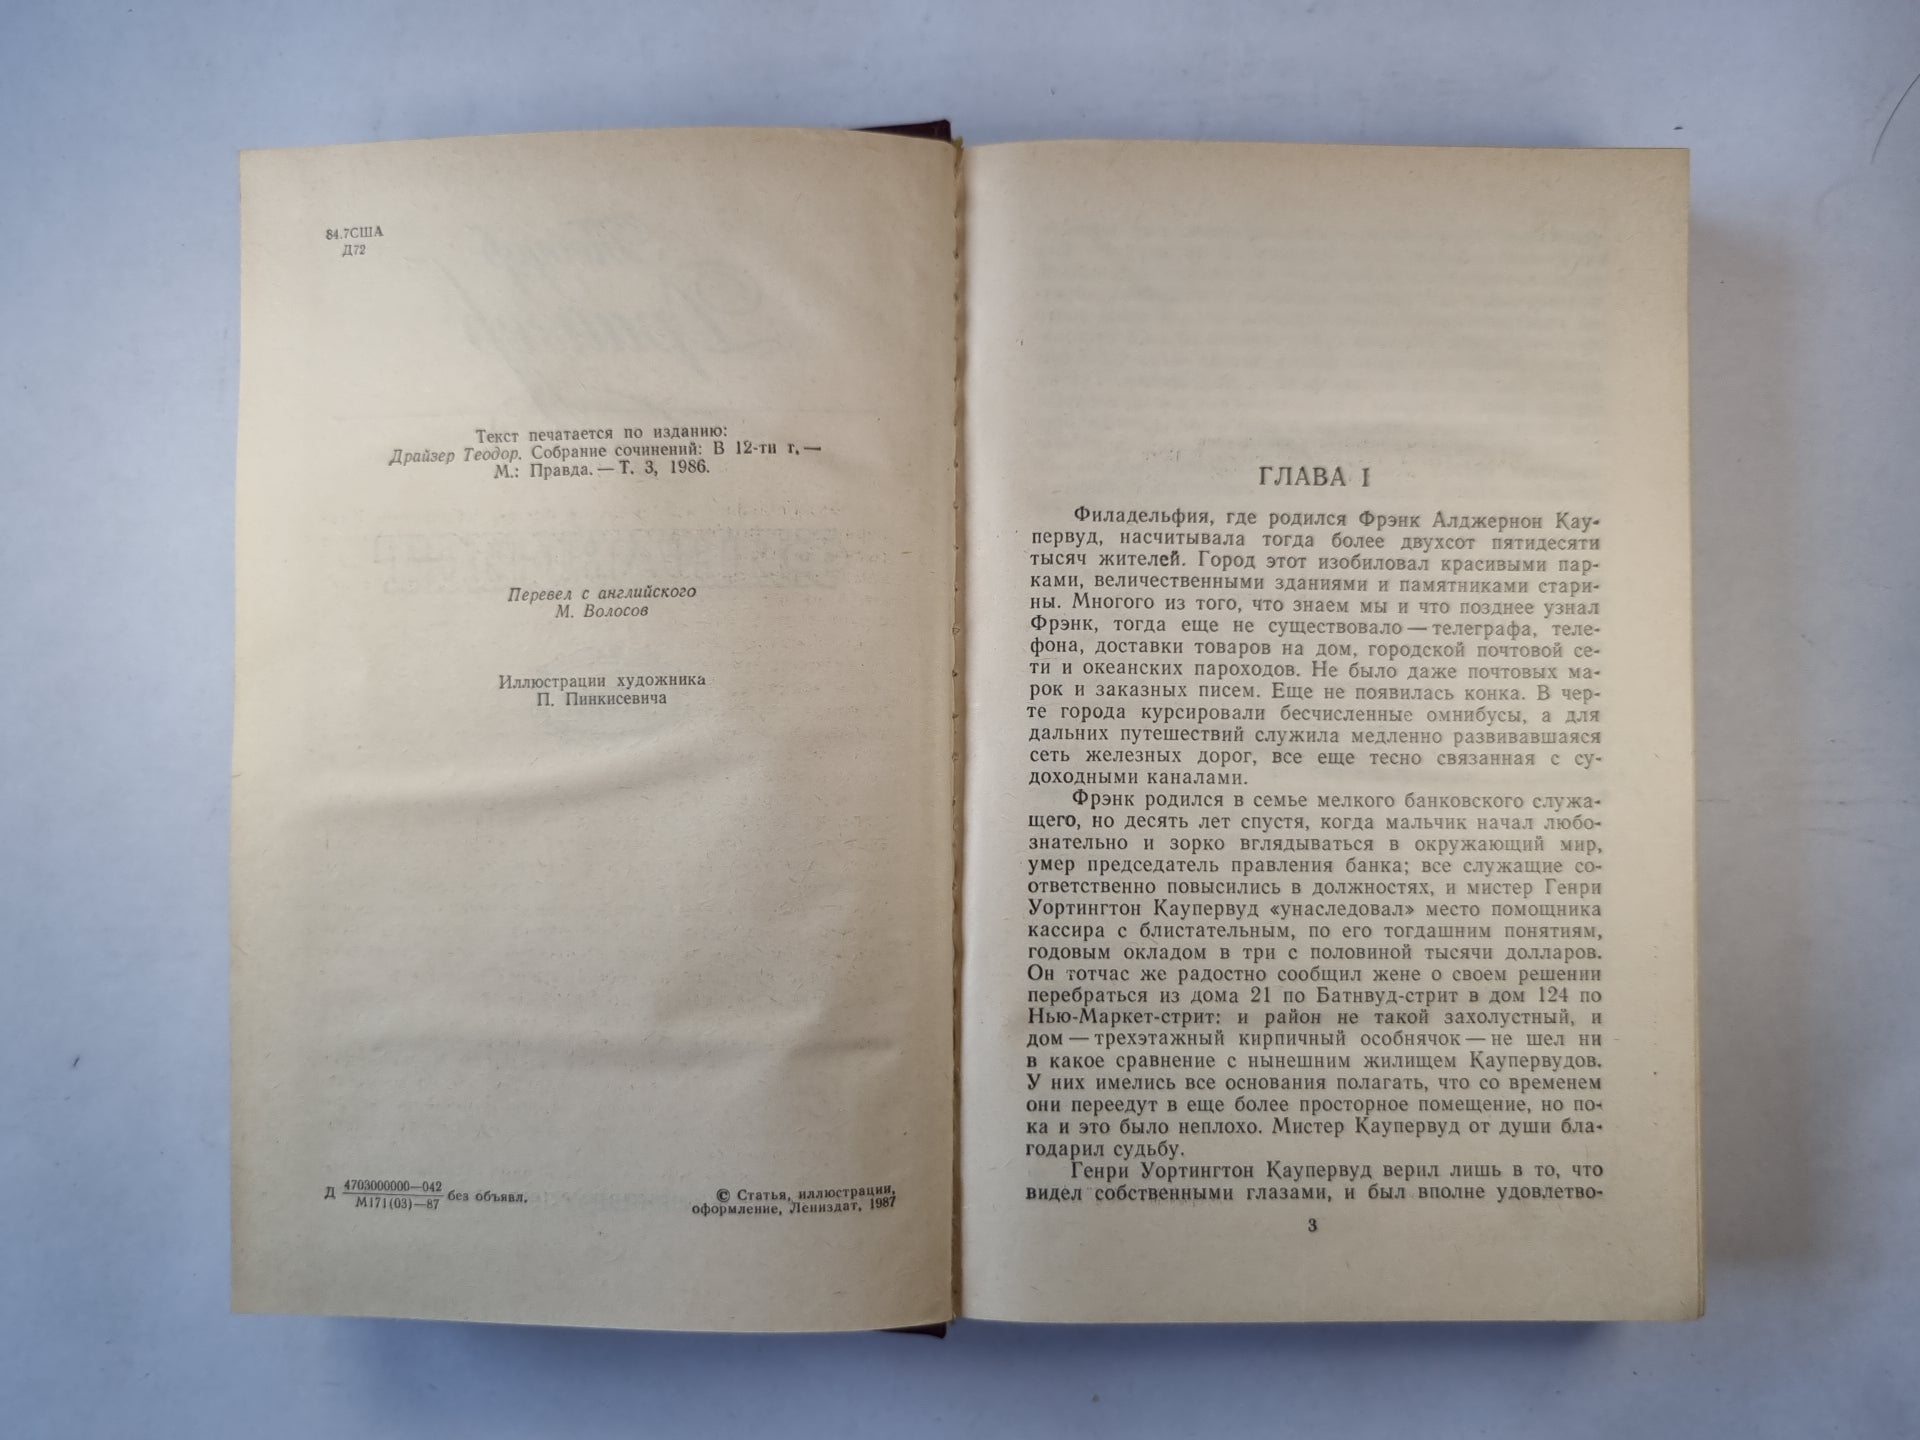 84.7США
Д72
Текст печатается по изданию:
Драйзер Теодор. Собрание сочинений: В 12-ти т. —
М.: Правда. — Т. 3, 1986.
Перевел с английского
М. Волосов
Иллюстрации художника
П. Пинкисевича
Д 4703000000—042
М171(03)—87 без объявл.
© Статья, иллюстрации,
оформление, Лениздат, 1987
ГЛАВА I
Филадельфия, где родился Фрэнк Алджернон Кау-
первуд, насчитывала тогда более двухсот пятидесяти
тысяч жителей. Город этот изобиловал красивыми пар-
ками, величественными зданиями и памятниками стари-
ны. Многого из того, что знаем мы и что позднее узнал
Фрэнк, тогда еще не существовало — телеграфа, теле-
фона, доставки товаров на дом, городской почтовой се-
ти и океанских пароходов. Не было даже почтовых ма-
рок и заказных писем. Еще не появилась конка. В чер-
те города курсировали бесчисленные омнибусы, а для
дальних путешествий служила медленно развивавшаяся
сеть железных дорог, все еще тесно связанная с су-
доходными каналами.
Фрэнк родился в семье мелкого банковского служа-
щего, но десять лет спустя, когда мальчик начал любо-
знательно и зорко вглядываться в окружающий мир,
умер председатель правления банка; все служащие со-
ответственно повысились в должностях, и мистер Генри
Уортингтон Каупервуд «унаследовал» место помощника
кассира с блистательным, по его тогдашним понятиям,
годовым окладом в три с половиной тысячи долларов.
Он тотчас же радостно сообщил жене о своем решении
перебраться из дома 21 по Батнвуд-стрит в дом 124 по
Нью-Маркет-стрит: и район не такой захолустный, и
дом — трехэтажный кирпичный особнячок — не шел ни
в какое сравнение с нынешним жилищем Каупервудов.
У них имелись все основания полагать, что со временем
они переедут в еще более просторное помещение, но по-
ка и это было неплохо. Мистер Каупервуд от души бла-
годарил судьбу.
Генри Уортингтон Каупервуд верил лишь в то, что
видел собственными глазами, и был вполне удовлетво-
3